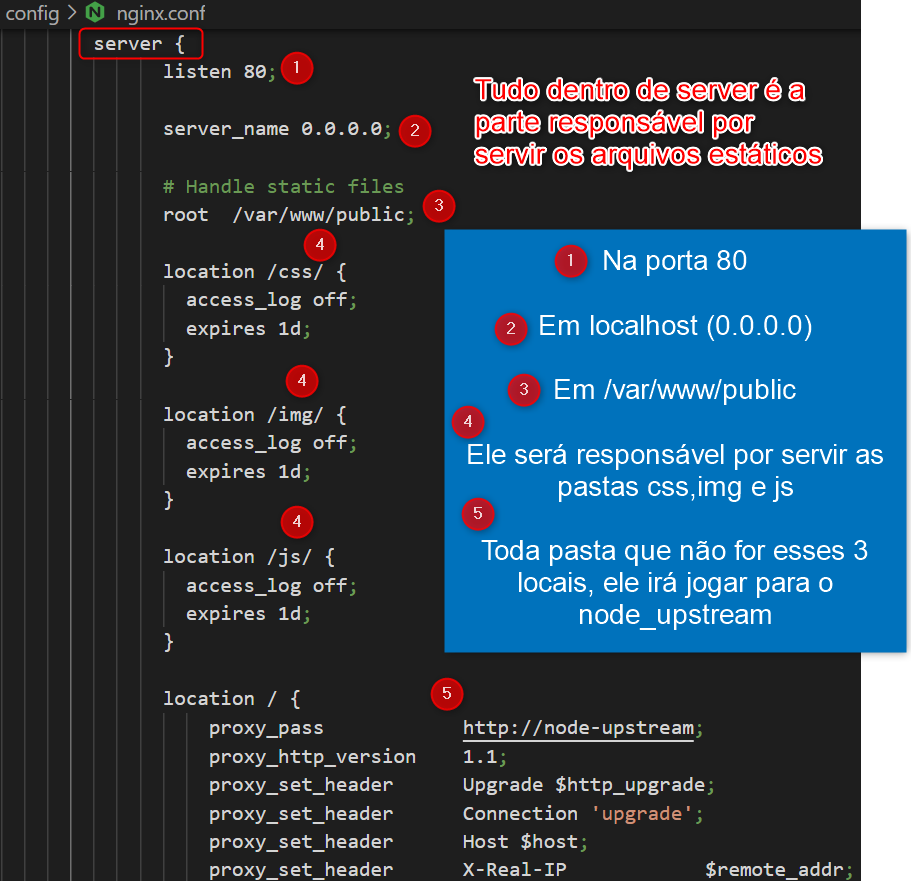 config > nginx.conf
server {
listen 80; 1
server_name 0.0.0.0; 2
Tudo dentro de server é a
parte responsável por
servir os arquivos estáticos
# Handle static files
root /var/www/public; 3
4
location /css/ {
access_log off;
expires 1d;
}
4
location /img/ {
access_log off;
expires 1d;
}
4
location /js/ {
access_log off;
expires 1d;
}
1 Na porta 80
2 Em localhost (0.0.0.0)
3 Em /var/www/public
4
Ele será responsável por servir as
pastas css,img e js
5
Toda pasta que não for esses 3
locais, ele irá jogar para o
node_upstream
location / { 5
proxy_pass http://node-upstream;
proxy_http_version 1.1;
proxy_set_header Upgrade $http_upgrade;
proxy_set_header Connection 'upgrade';
proxy_set_header Host $host;
proxy_set_header X-Real-IP $remote_addr;